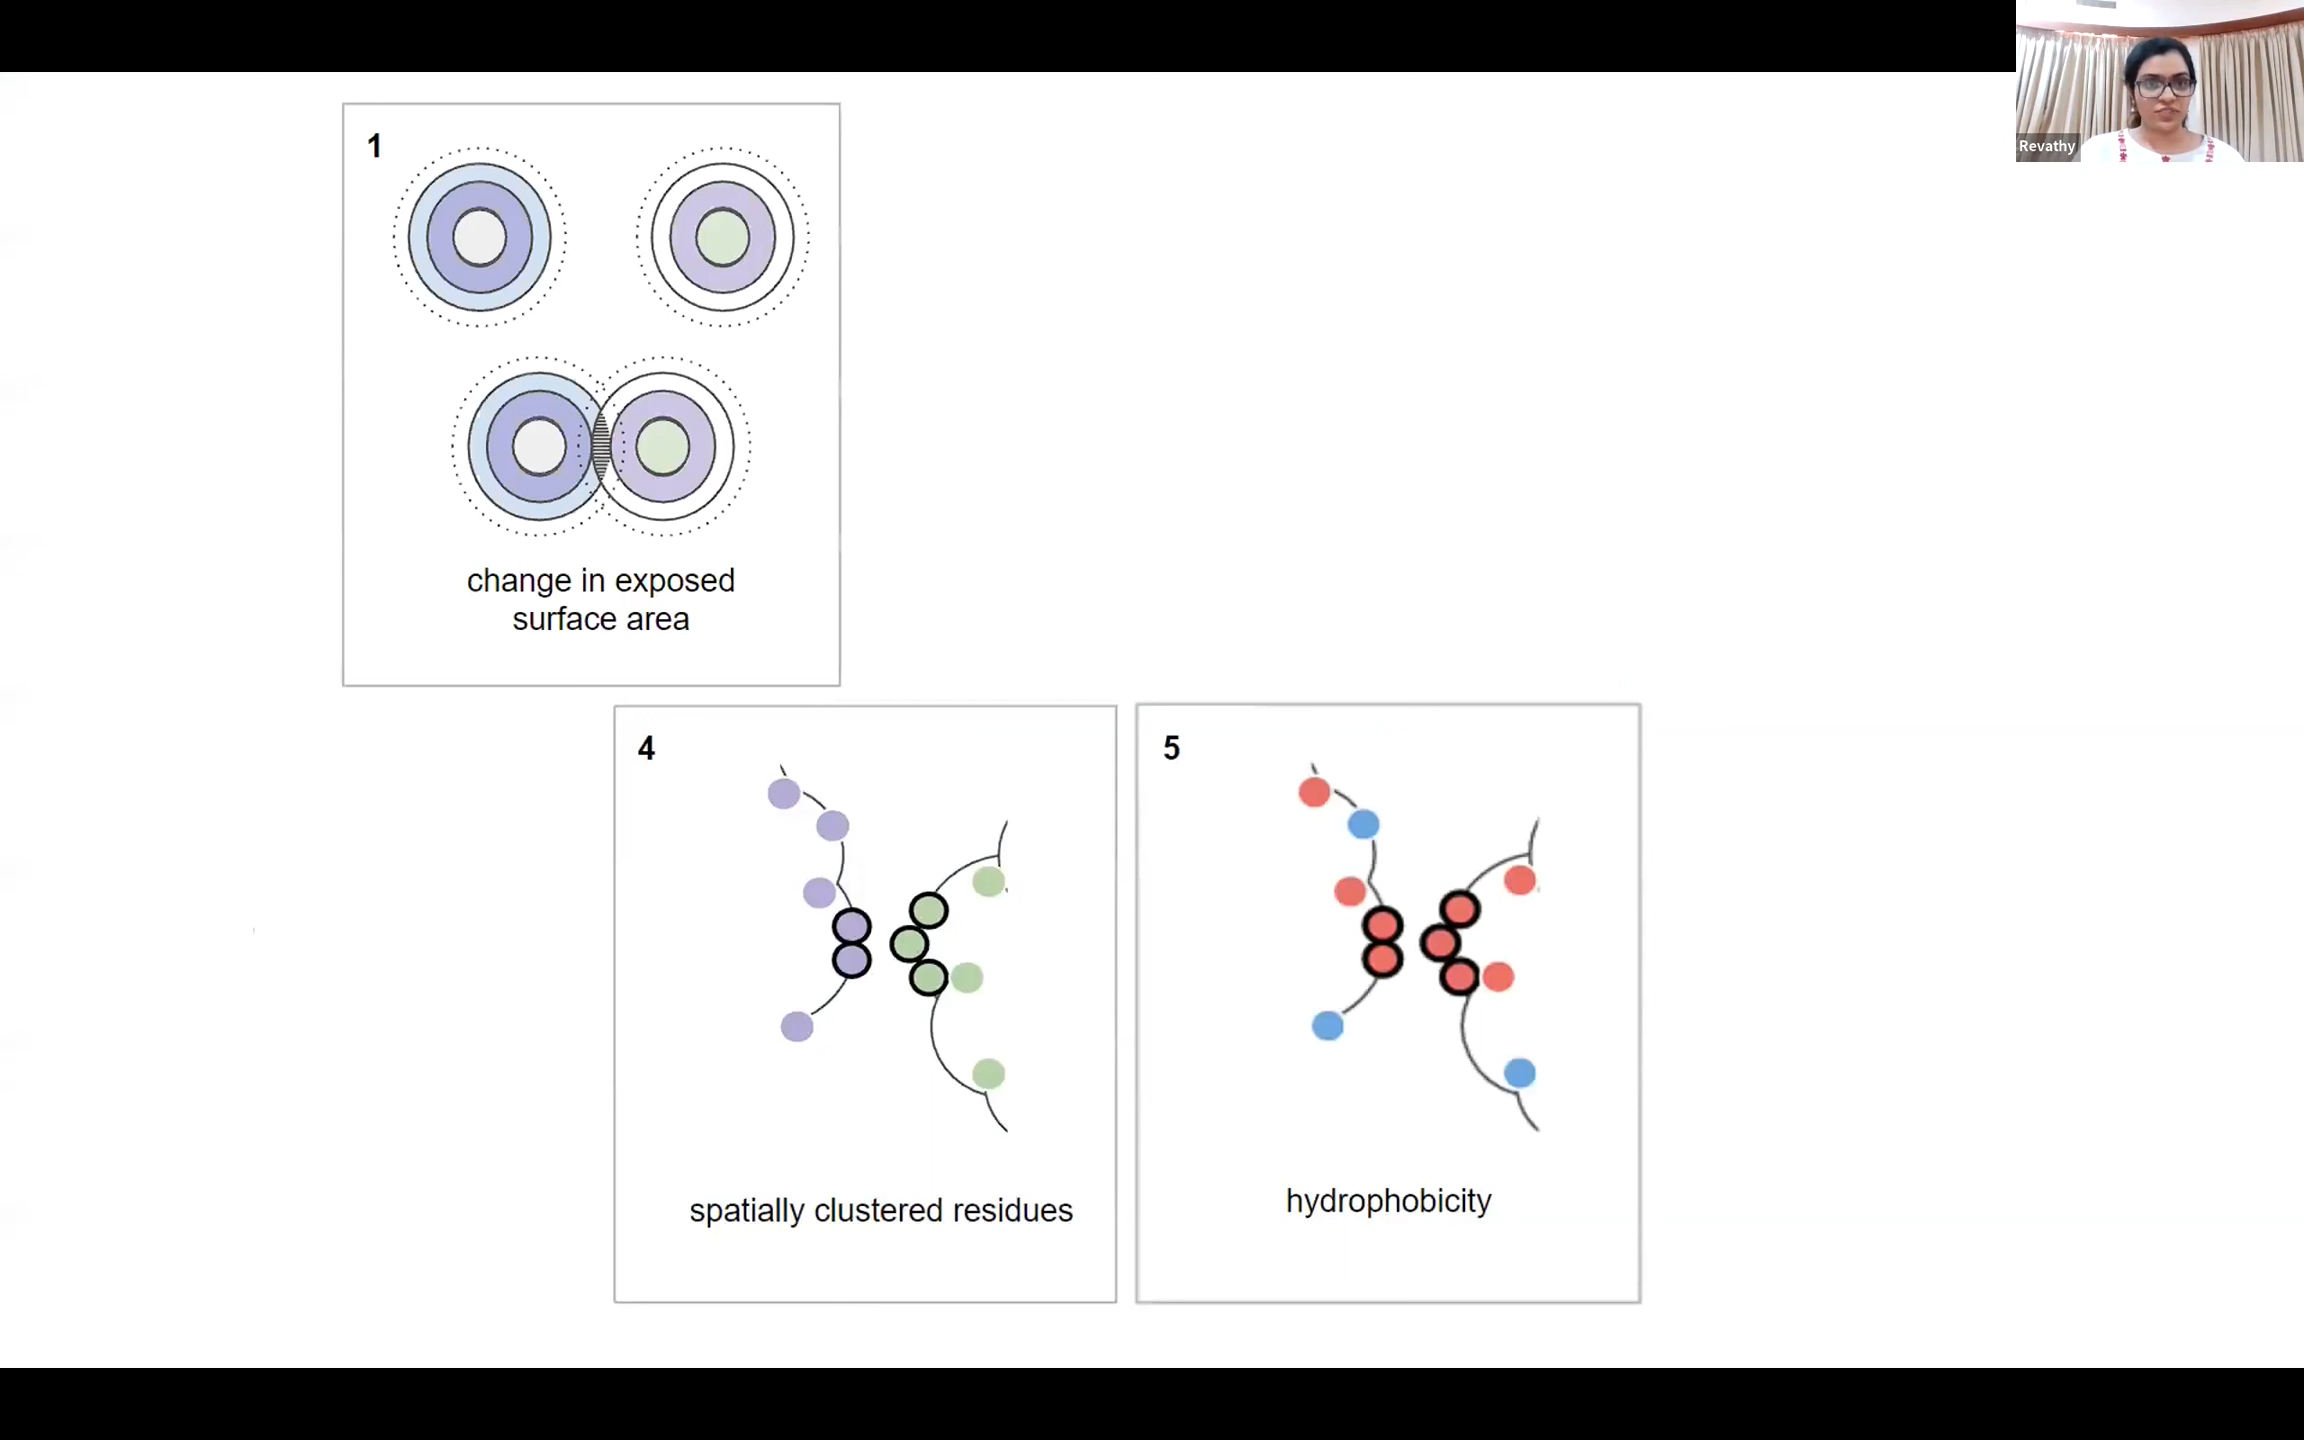 Revathy
1
change in exposed
surface area
4
5
spatially clustered residues
hydrophobicity